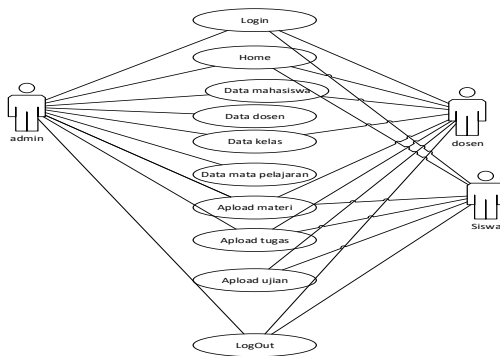 Login
Home
Data mahasiswa
admin
Data dosen
dosen
Data kelas
Data mata pelajaran
Apload materi
Siswa
Apload tugas
Apload ujian
LogOut